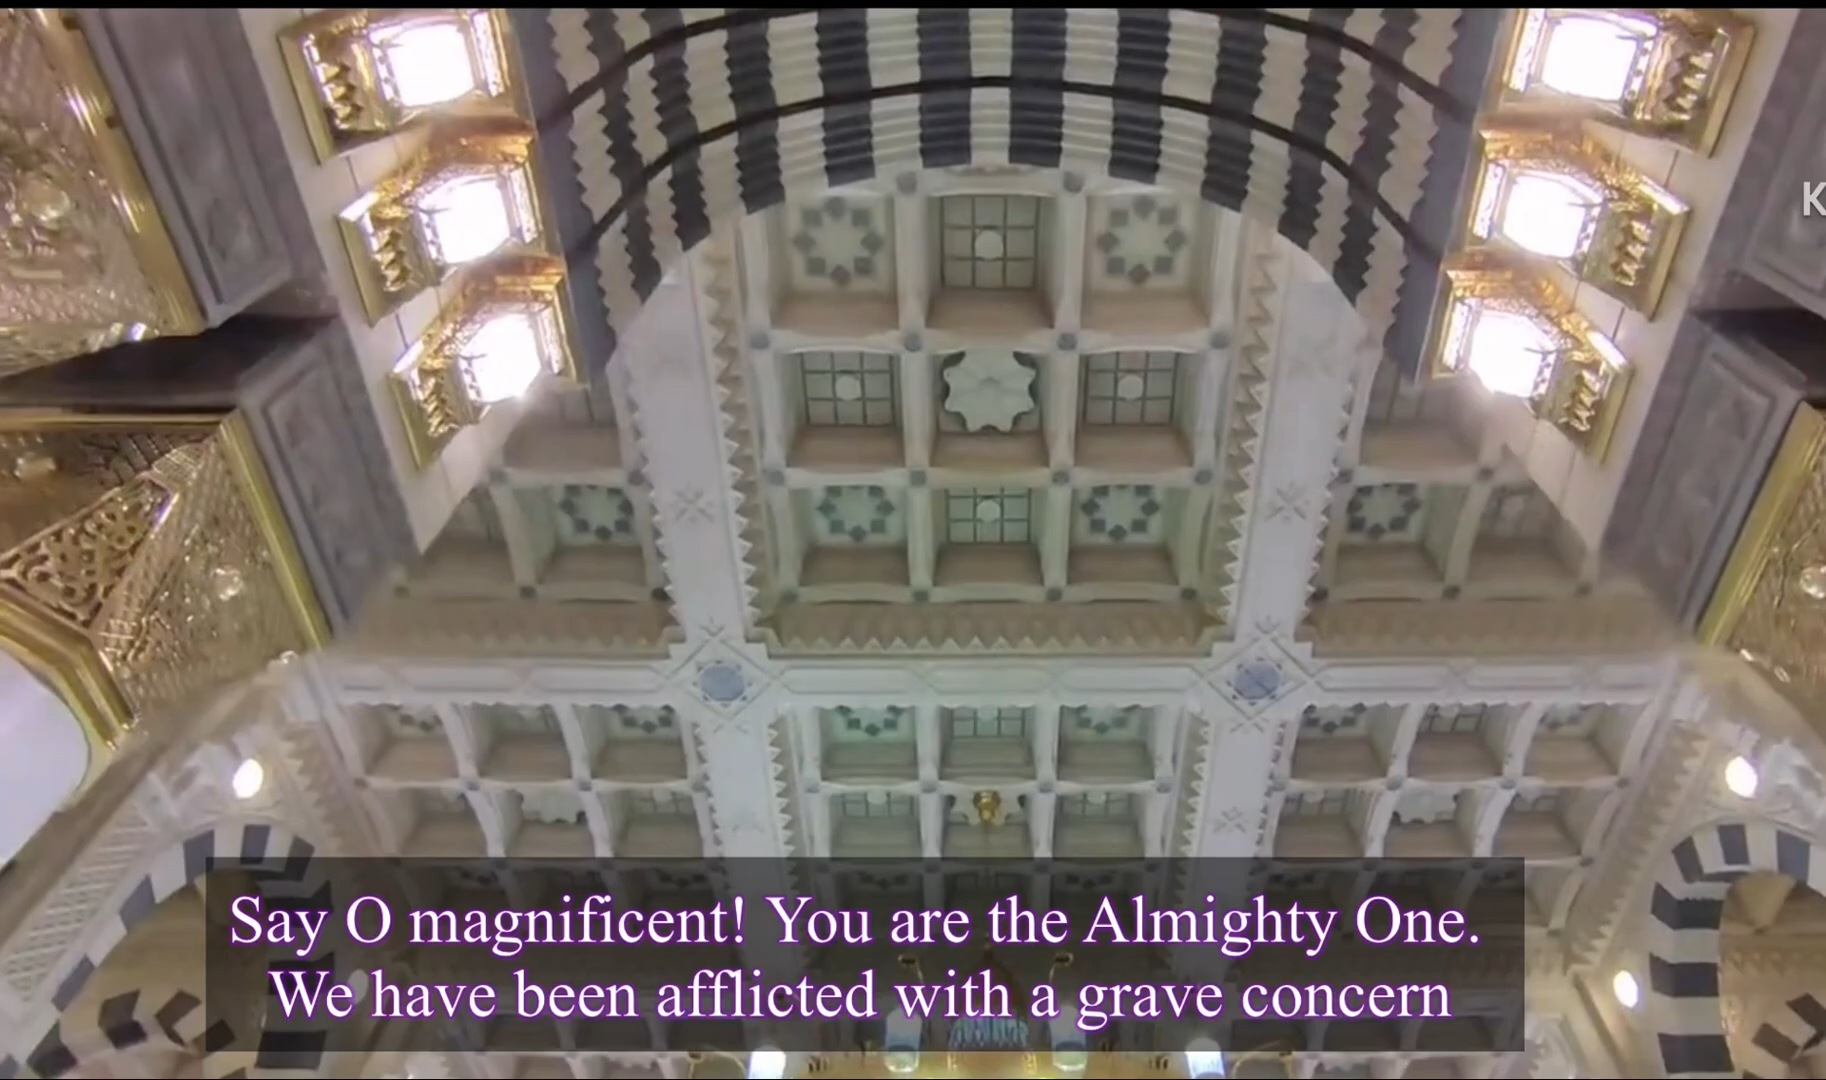 K
Say O magnificent! You are the Almighty One.
We have been afflicted with a grave concern